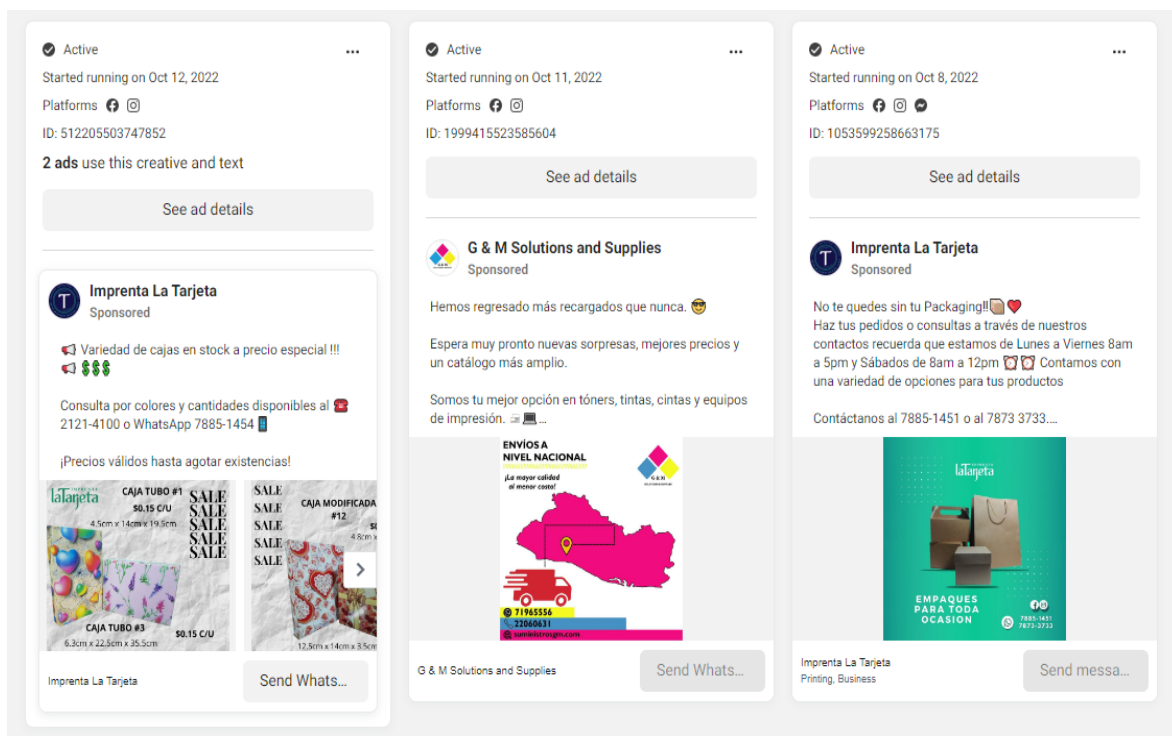 Active
Started running on Oct 12, 2022
Platforms
ID: 512205503747852
2 ads use this creative and text
See ad details
Imprenta La Tarjeta
Sponsored
Variedad de cajas en stock a precio especial !!!
Consulta por colores y cantidades disponibles al
2121-4100 o WhatsApp 7885-1454
¡Precios válidos hasta agotar existencias!
laTarjeta
CAJA TUBO #1
$0.15 C/U
4.5cm x 14cm x 19.5cm
SALE
SALE
SALE
SALE
SALE
CAJA TUBO #3
6.3cm x 22.5cm x 35.5cm
$0.15 C/U
SALE
SALE
SALE
SALE
SALE
CAJA MODIFICADA
#12
12.5cm x 14cm x 3.5cm
Imprenta La Tarjeta
Send Whats...
Active
Started running on Oct 11, 2022
Platforms
ID: 1999415523585604
See ad details
G & M Solutions and Supplies
Sponsored
Hemos regresado más recargados que nunca.
Espera muy pronto nuevas sorpresas, mejores precios y
un catálogo más amplio.
Somos tu mejor opción en tóners, tintas, cintas y equipos
de impresión. ...
ENVÍOS A
NIVEL NACIONAL
¡La mayor calidad
al menor costo!
G & M
71965556
22060631
suministrosgm.com
G & M Solutions and Supplies
Send Whats...
Active
Started running on Oct 8, 2022
Platforms
ID: 1053599258663175
See ad details
Imprenta La Tarjeta
Sponsored
No te quedes sin tu Packaging!!
Haz tus pedidos o consultas a través de nuestros
contactos recuerda que estamos de Lunes a Viernes 8am
a 5pm y Sábados de 8am a 12pm Contamos con
una variedad de opciones para tus productos
Contáctanos al 7885-1451 o al 7873 3733....
laTarjeta
EMPAQUES
PARA TODA
OCASION
7885-1451
7873-3733
Imprenta La Tarjeta
Printing, Business
Send messa...